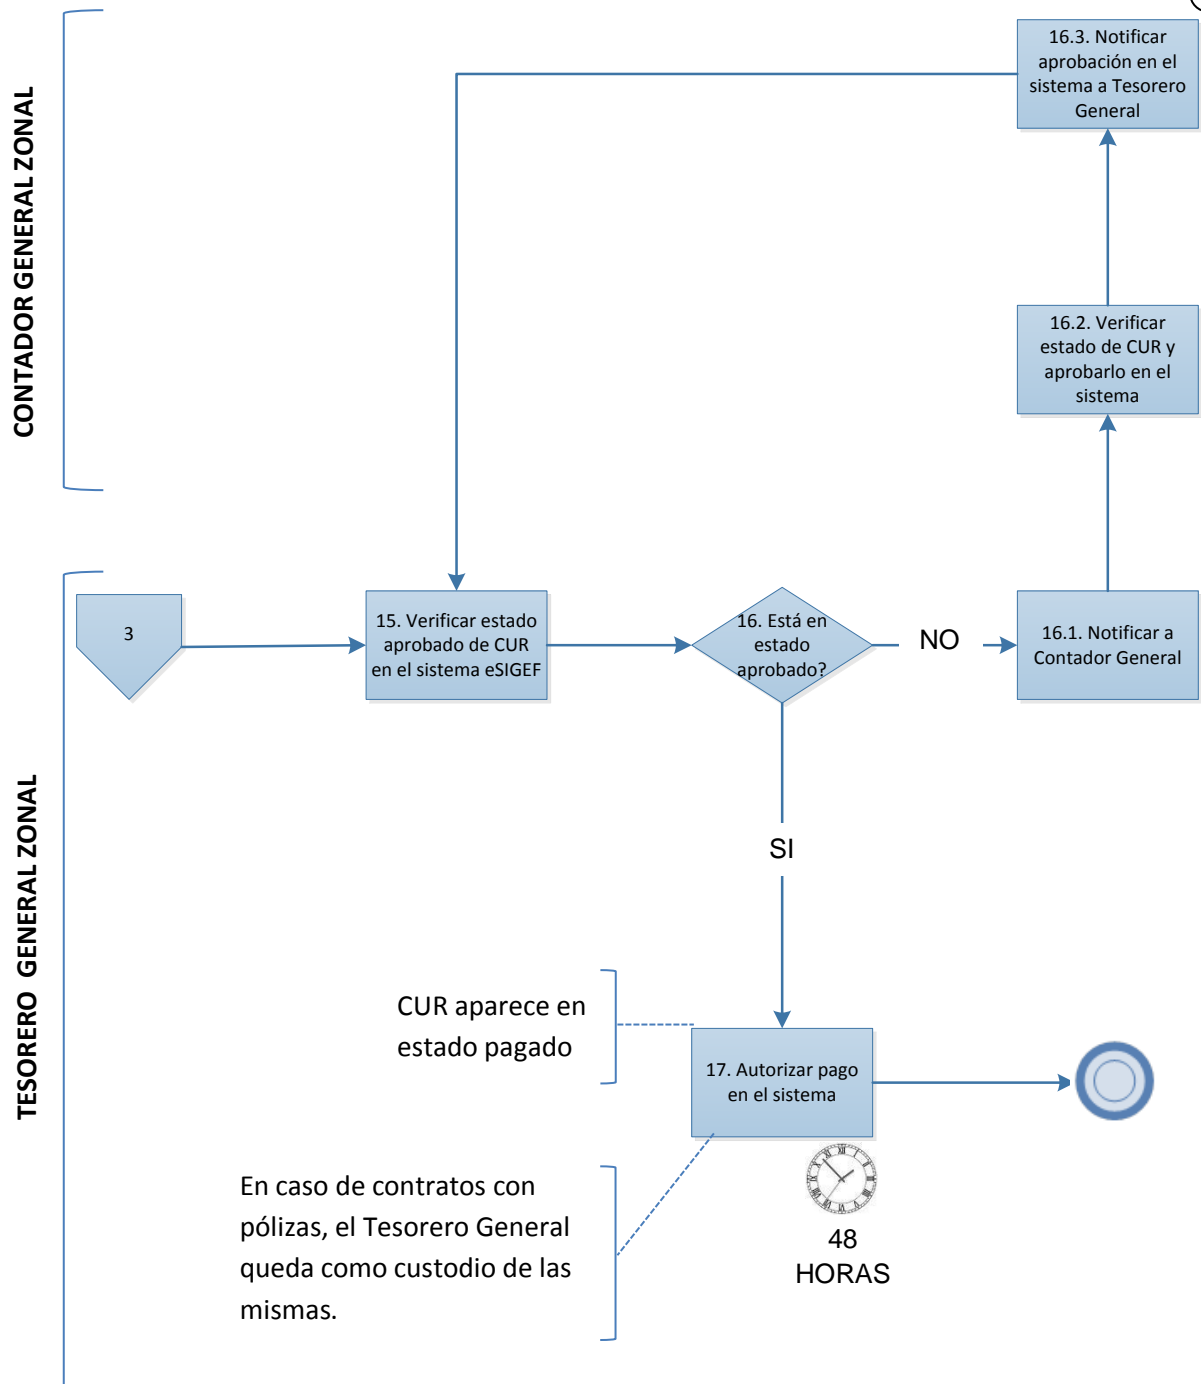 CONTADOR GENERAL ZONAL
16.3. Notificar
aprobación en el
sistema a Tesorero
General
16.2. Verificar
estado de CUR y
aprobarlo en el
sistema
TESORERO GENERAL ZONAL
3
15. Verificar estado
aprobado de CUR
en el sistema eSIGEF
16. Está en
estado
aprobado?
NO
16.1. Notificar a
Contador General
SI
CUR aparece en
estado pagado
17. Autorizar pago
en el sistema
En caso de contratos con
pólizas, el Tesorero General
queda como custodio de las
mismas.
48
HORAS